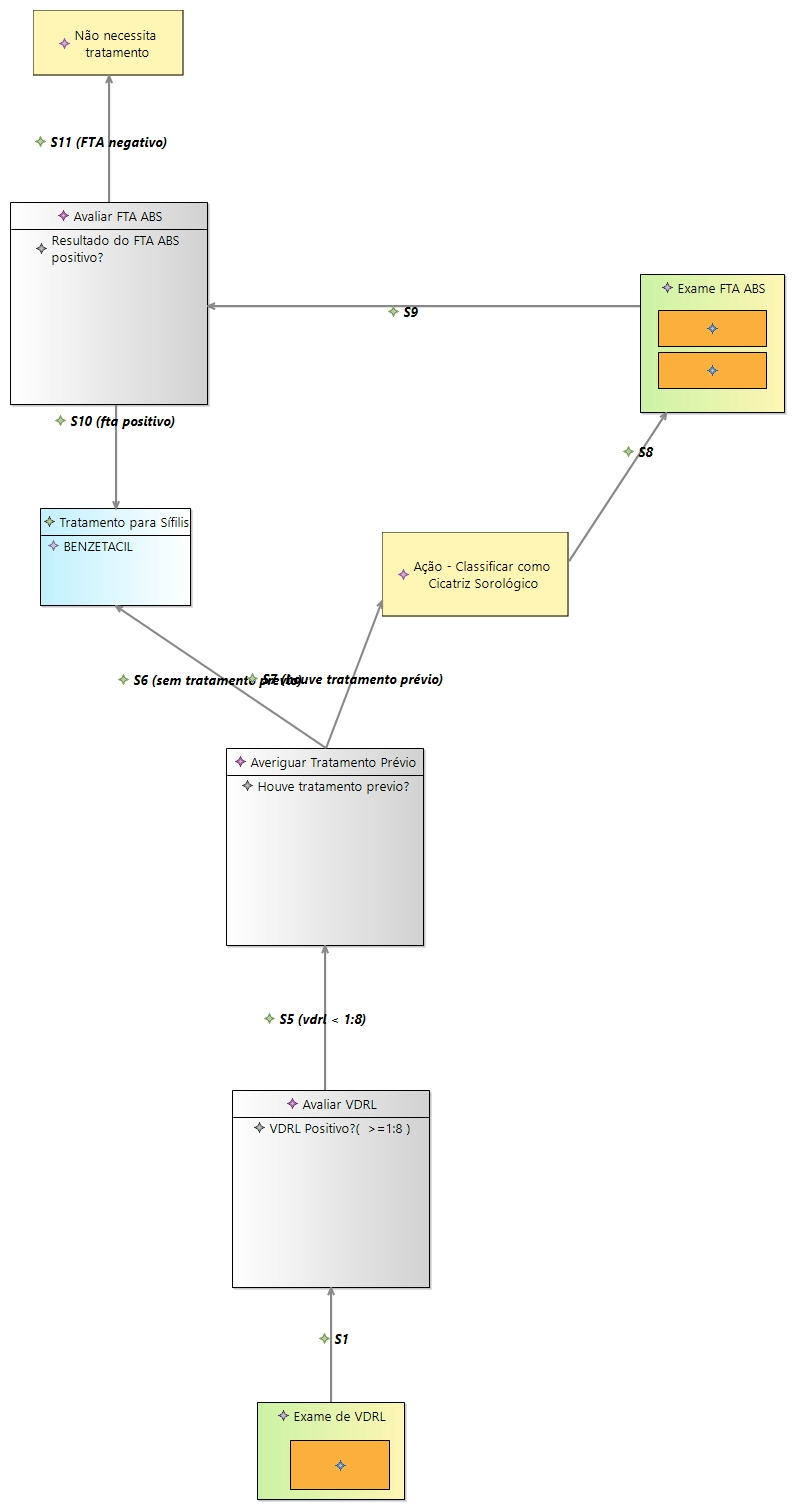 Não necessita
tratamento
S11 (FTA negativo)
Avaliar FTA ABS
Resultado do FTA ABS
positivo?
Exame FTA ABS
S9
S10 (fta positivo)
S8
Tratamento para Sífilis
BENZETACIL
Ação - Classificar como
Cicatriz Sorológico
S6 (sem tratamento prévio)
S7 (houve tratamento prévio)
Averiguar Tratamento Prévio
Houve tratamento previo?
S5 (vdrl < 1:8)
Avaliar VDRL
VDRL Positivo?(  >=1:8 )
S1
Exame de VDRL